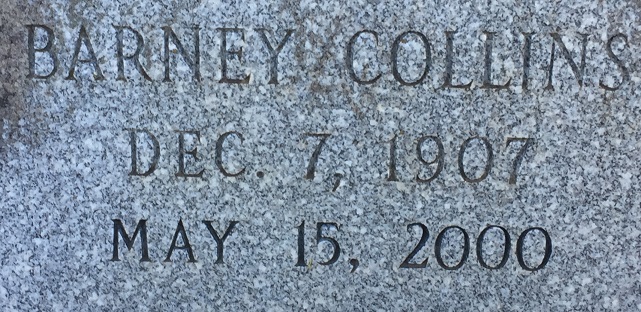 BARNEY COLLINS
DEC. 7, 1907
MAY 15, 2000